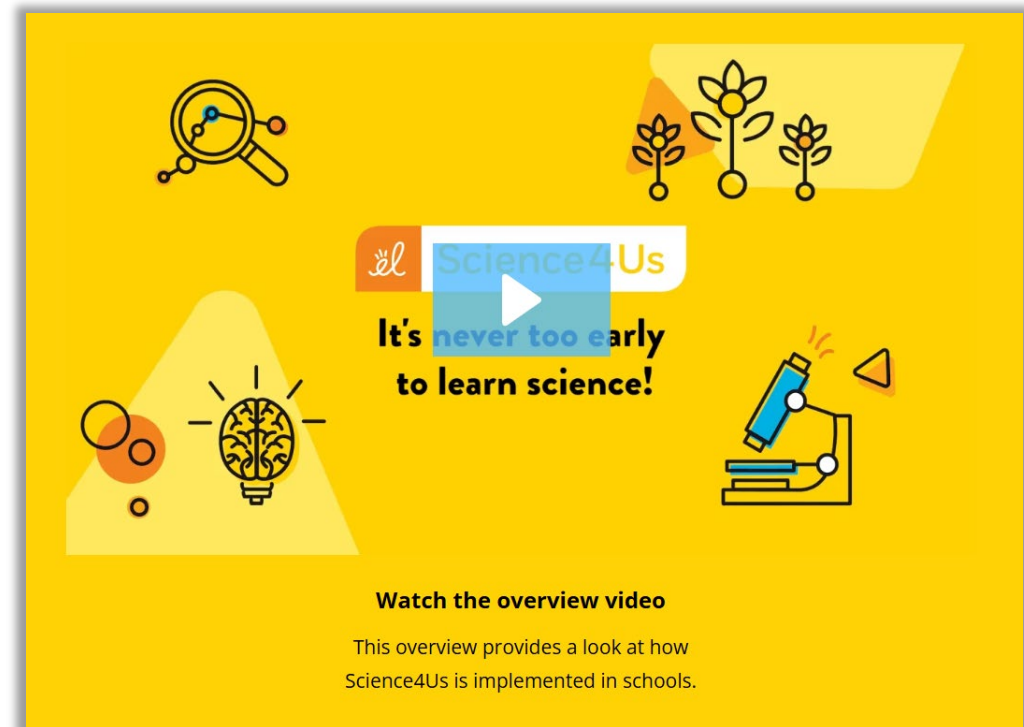 el Science4Us
It's never too early
to learn science!
Watch the overview video
This overview provides a look at how
Science4Us is implemented in schools.